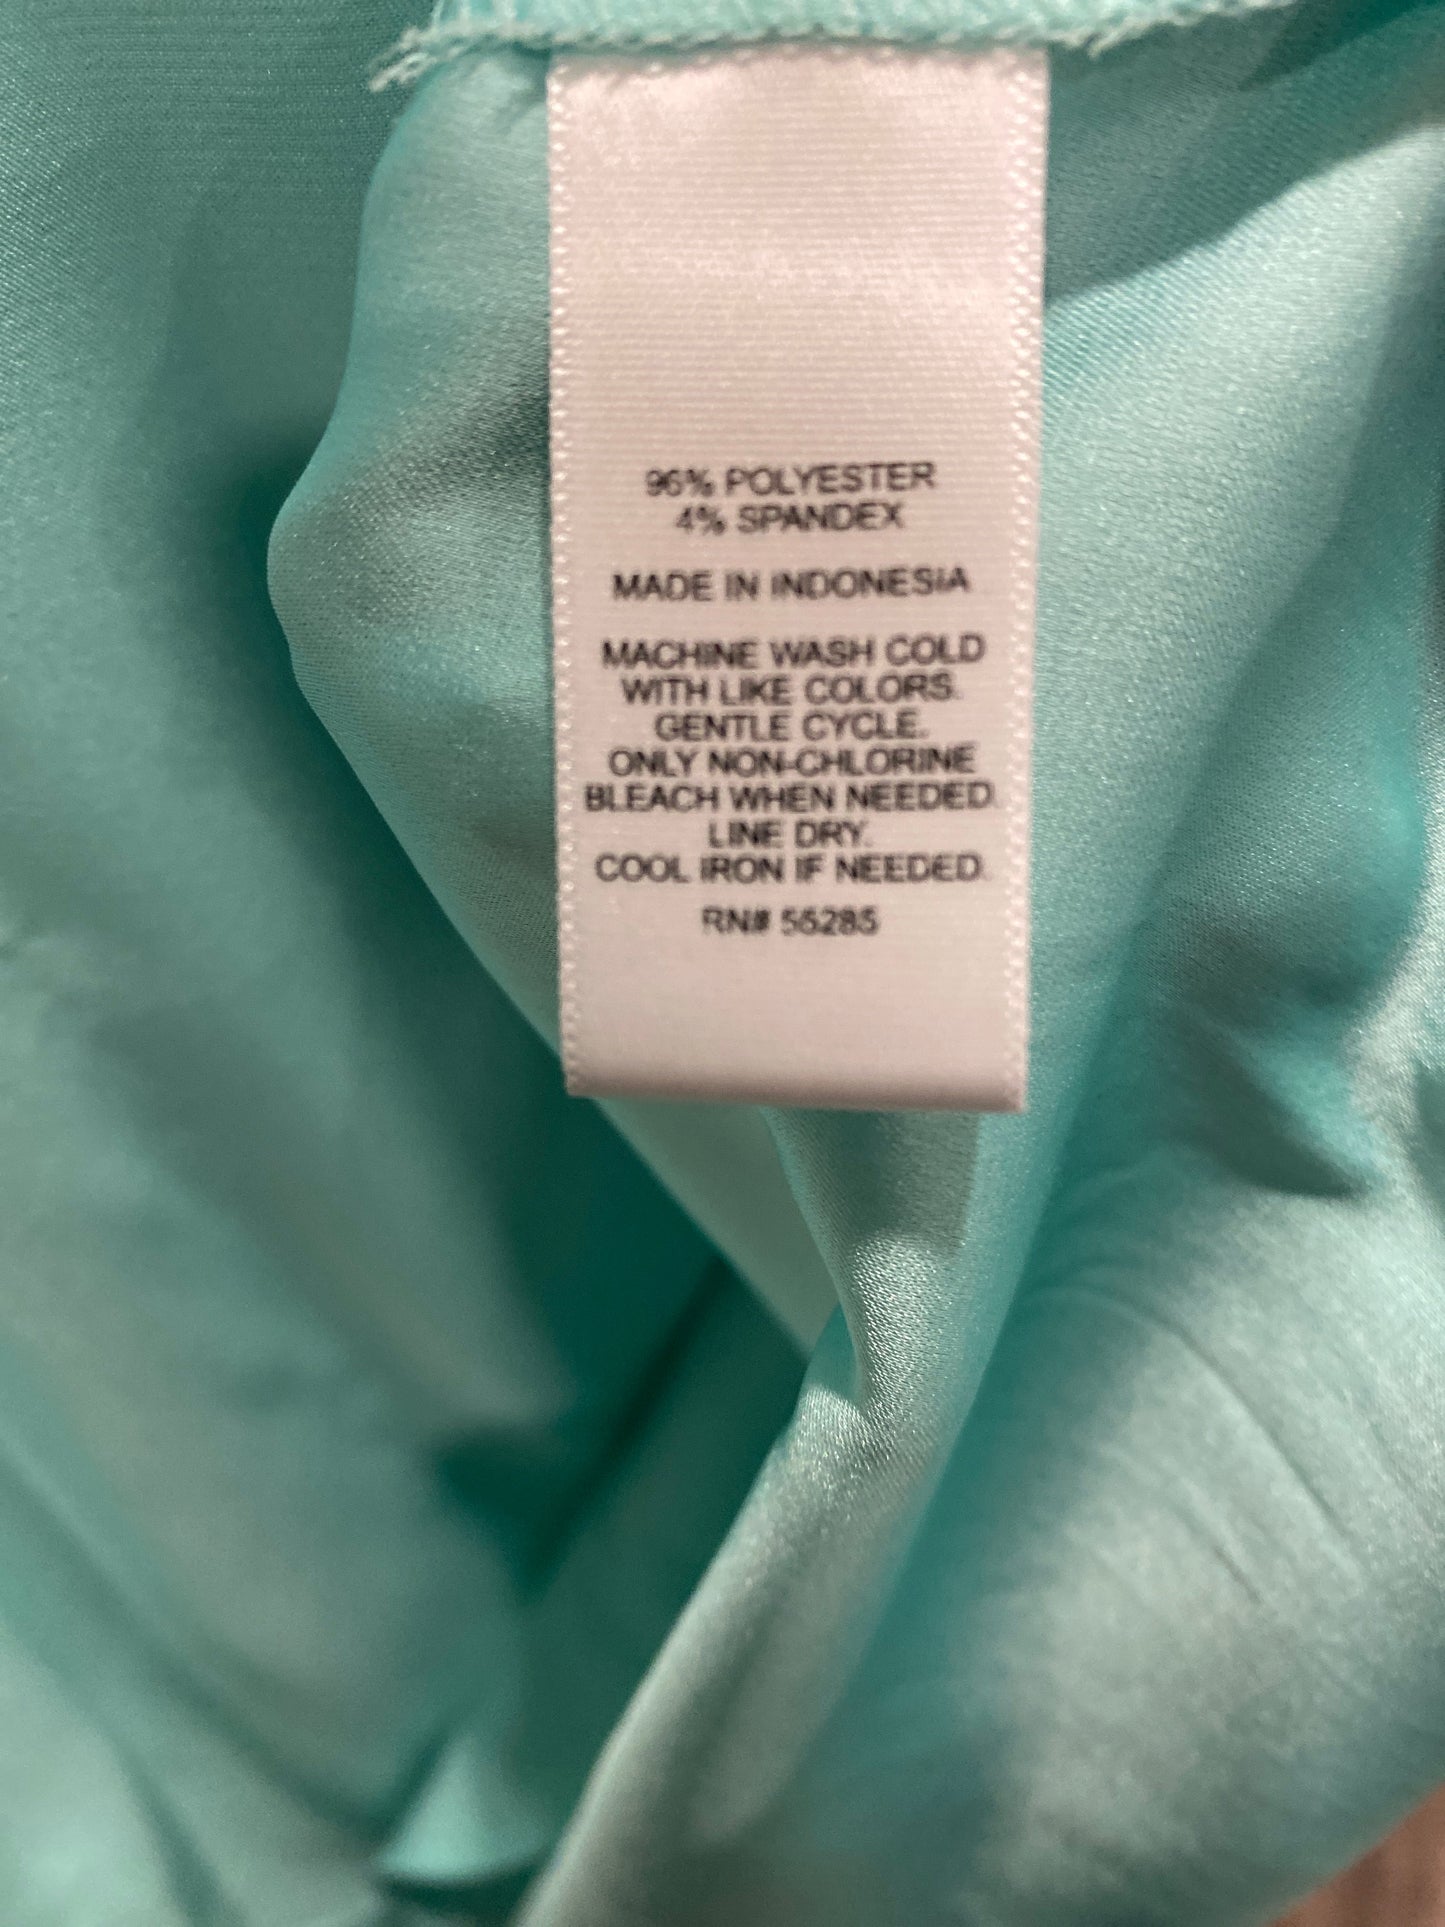 96% POLYESTER
4% SPANDEX
MADE IN INDONESIA
MACHINE WASH COLD
WITH LIKE COLORS.
GENTLE CYCLE.
ONLY NON-CHLORINE
BLEACH WHEN NEEDED.
LINE DRY.
COOL IRON IF NEEDED.
RN# 56285